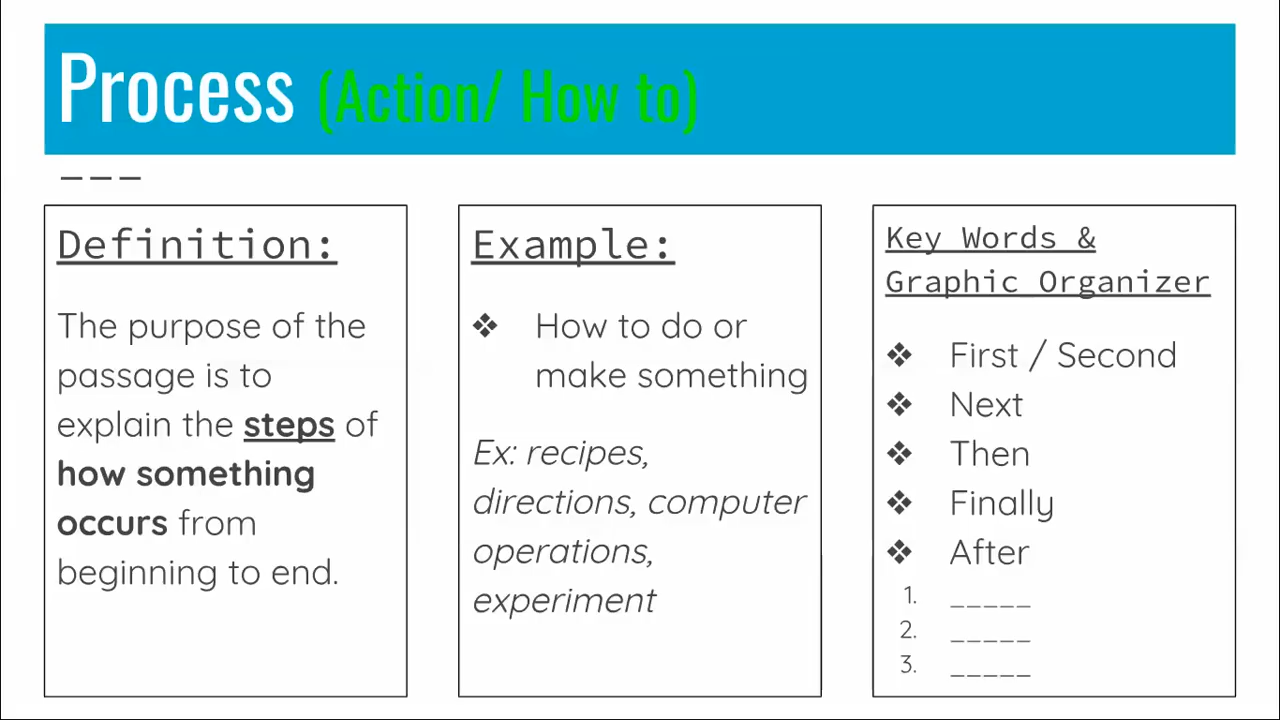 Process (Action/ How to)
___
Definition:
The purpose of the
passage is to
explain the steps of
how something
occurs from
beginning to end.
Example:
❖ How to do or
make something
Ex: recipes,
directions, computer
operations,
experiment
Key Words &
Graphic Organizer
❖ First / Second
❖ Next
❖ Then
❖ Finally
❖ After
1. _____
2. _____
3. _____